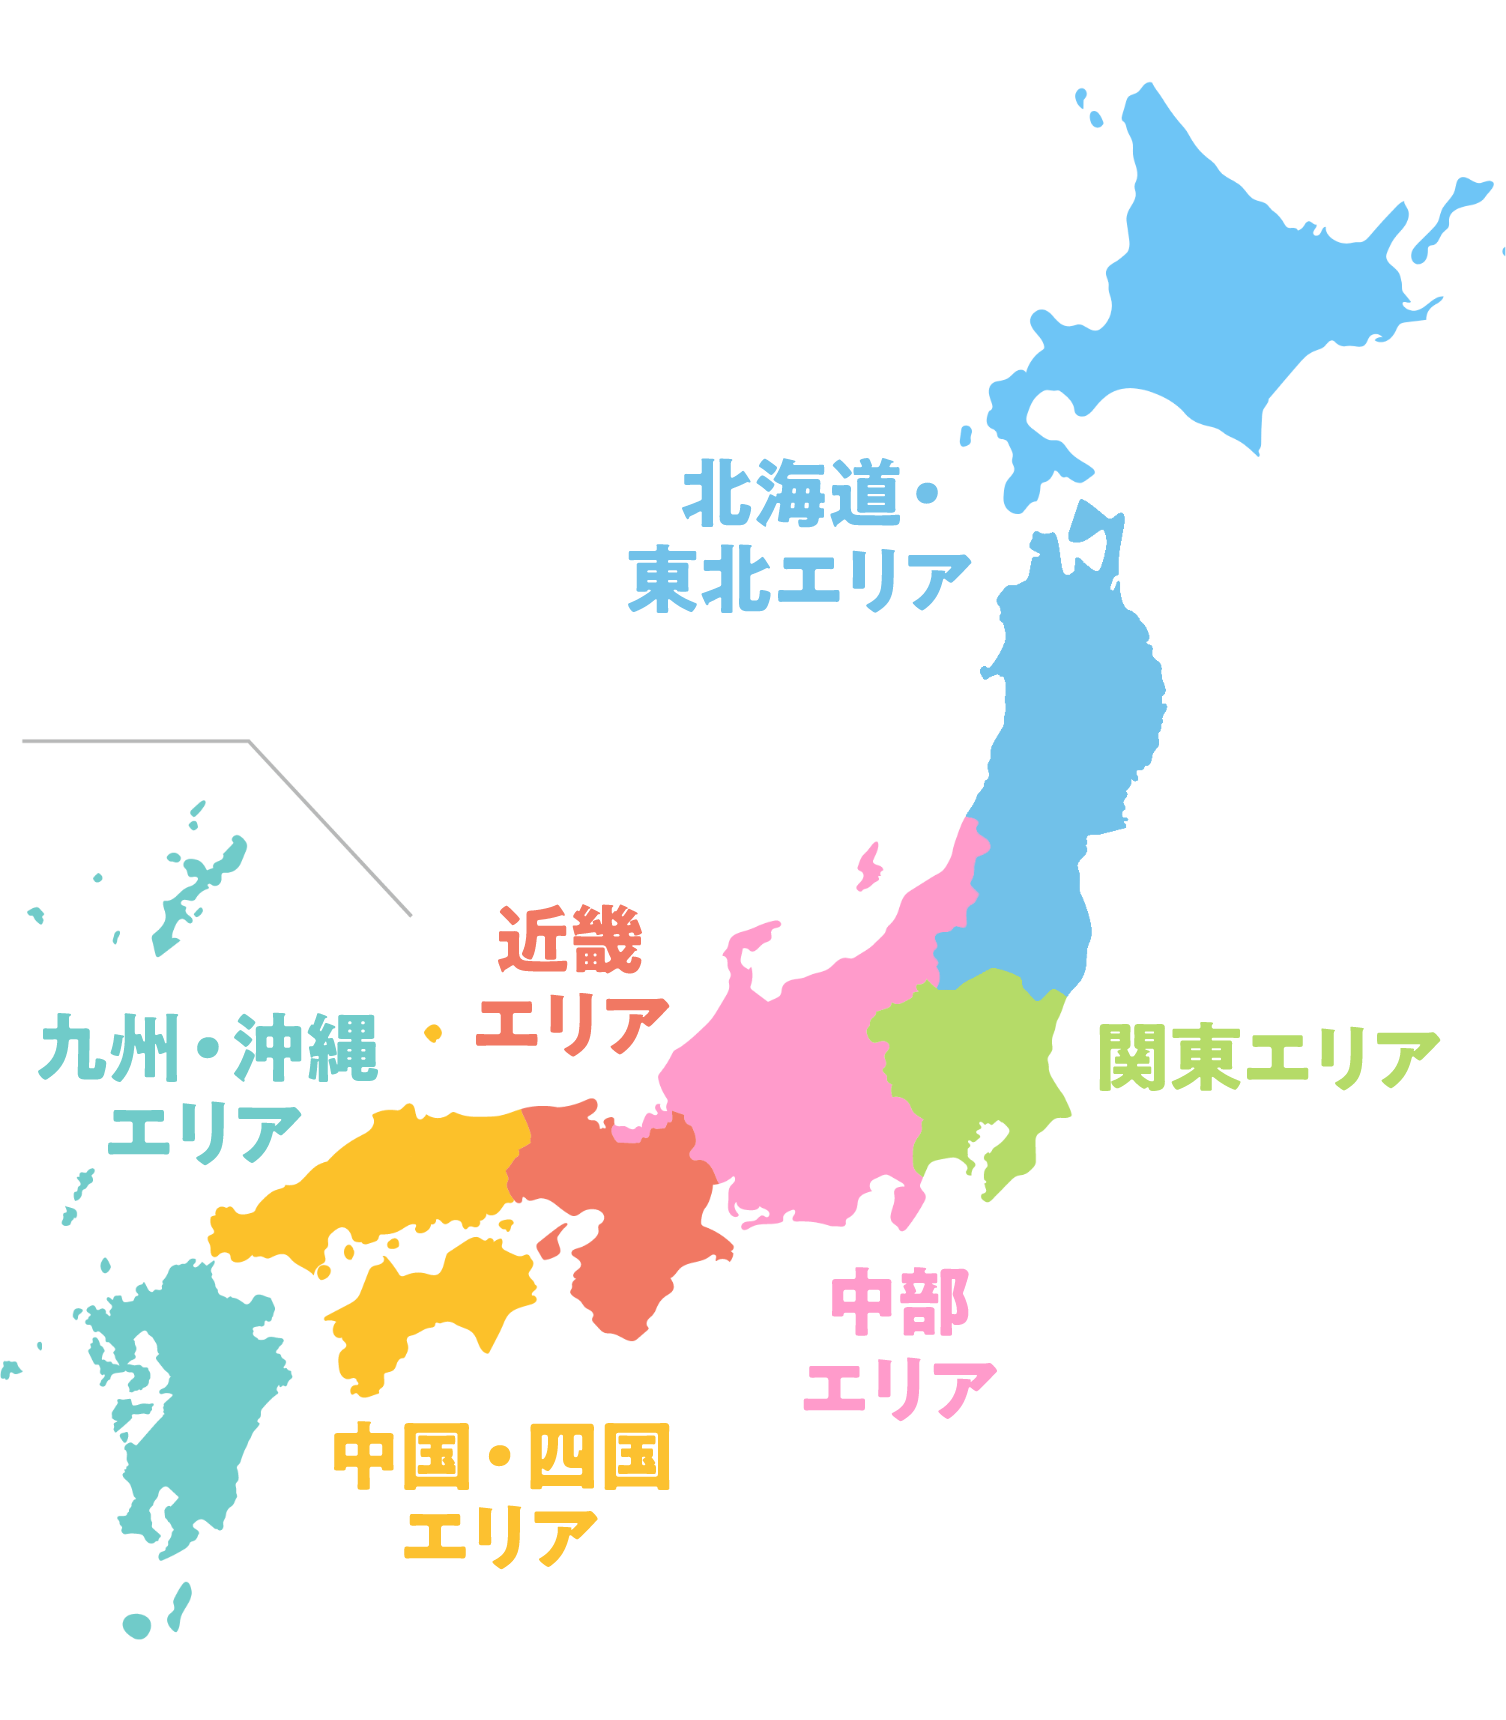 北海道・
東北エリア
近畿
エリア
九州・沖縄
エリア
関東エリア
中部
エリア
中国・四国
エリア